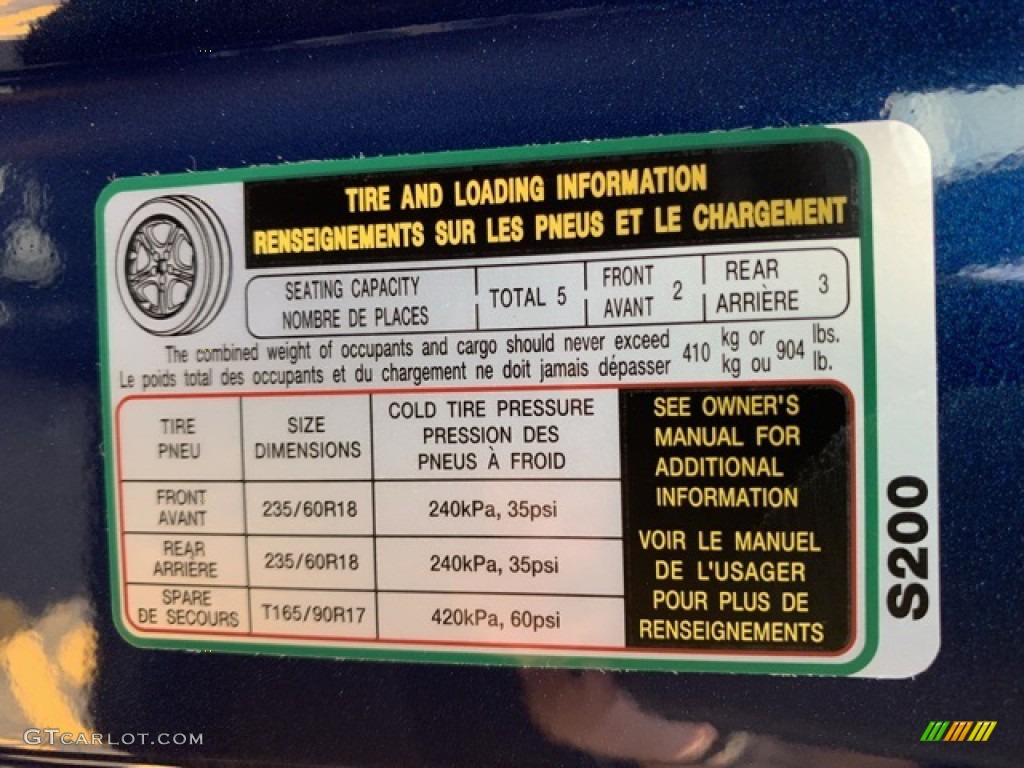 TIRE AND LOADING INFORMATION
RENSEIGNEMENTS SUR LES PNEUS ET LE CHARGEMENT
SEATING CAPACITY
NOMBRE DE PLACES
TOTAL 5
FRONT
AVANT
2
REAR
ARRIÈRE
3
The combined weight of occupants and cargo should never exceed
Le poids total des occupants et du chargement ne doit jamais dépasser
410
kg or
kg ou
904
lbs.
lb.
TIRE
PNEU
SIZE
DIMENSIONS
COLD TIRE PRESSURE
PRESSION DES
PNEUS À FROID
FRONT
AVANT
235/60R18
240kPa, 35psi
REAR
ARRIÈRE
235/60R18
240kPa, 35psi
SPARE
DE SECOURS
T165/90R17
420kPa, 60psi
SEE OWNER'S
MANUAL FOR
ADDITIONAL
INFORMATION
VOIR LE MANUEL
DE L'USAGER
POUR PLUS DE
RENSEIGNEMENTS
S200
GTCARLOT.COM